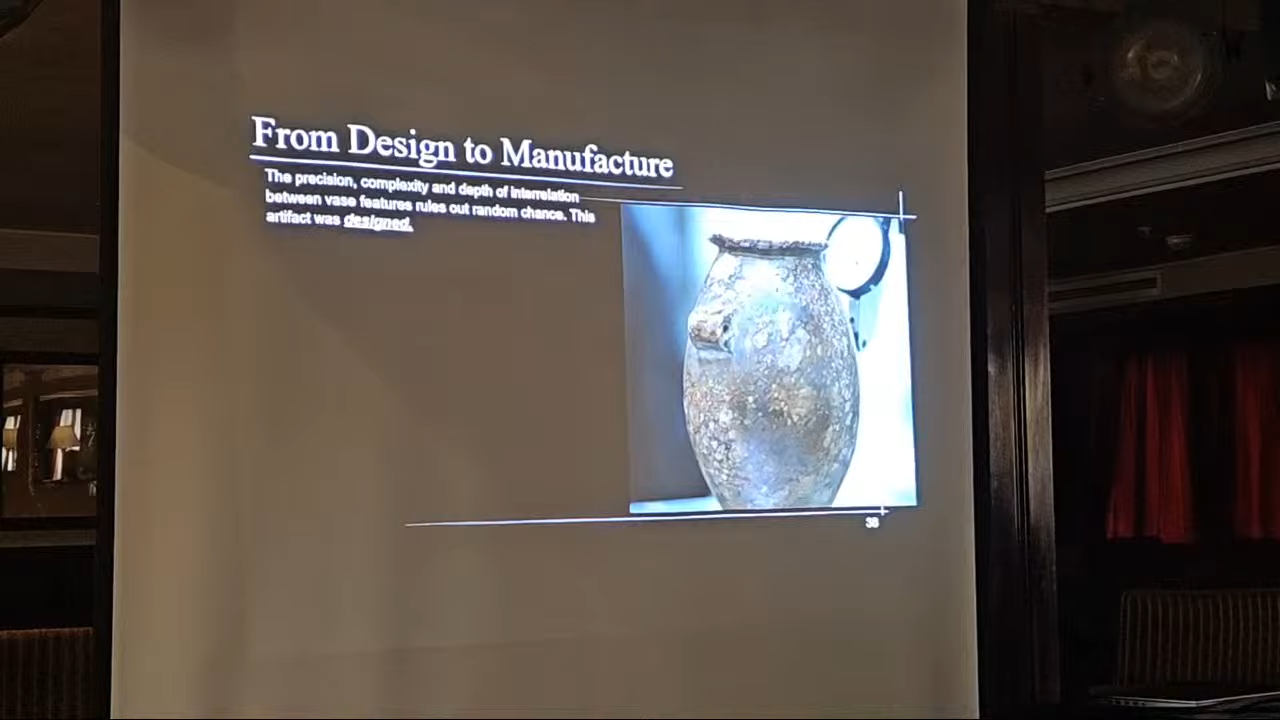 From Design to Manufacture
The precision, complexity and depth of interrelation
between vase features rules out random chance. This
artifact was designed.
38